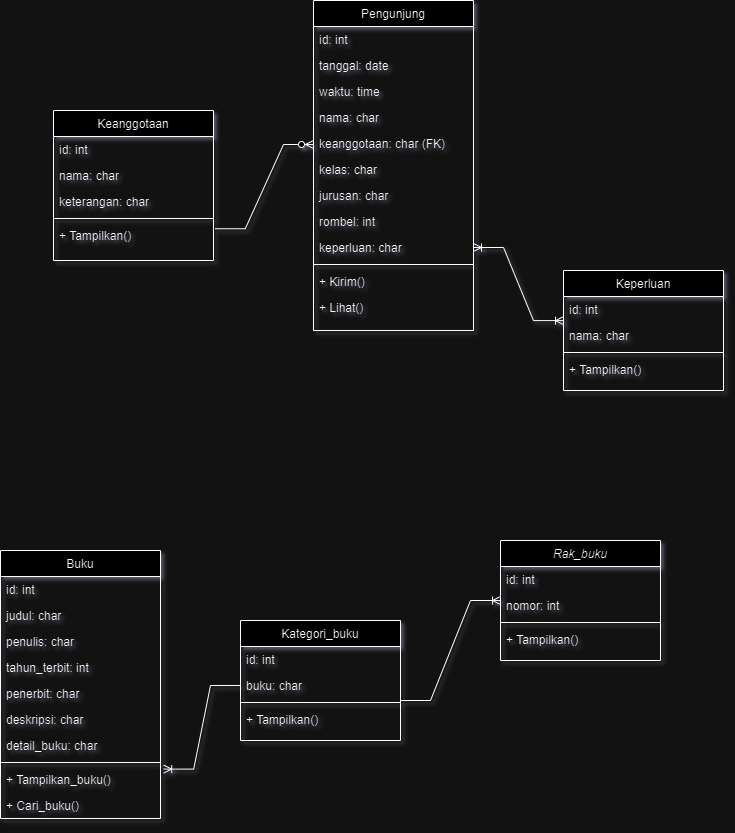 Pengunjung
id: int
tanggal: date
waktu: time
nama: char
keanggotaan: char (FK)
kelas: char
jurusan: char
rombel: int
keperluan: char
+ Kirim()
+ Lihat()
Keanggotaan
id: int
nama: char
keterangan: char
+ Tampilkan()
Keperluan
id: int
nama: char
+ Tampilkan()
Buku
id: int
judul: char
penulis: char
tahun_terbit: int
penerbit: char
deskripsi: char
detail_buku: char
+ Tampilkan_buku()
+ Cari_buku()
Kategori_buku
id: int
buku: char
+ Tampilkan()
Rak_buku
id: int
nomor: int
+ Tampilkan()